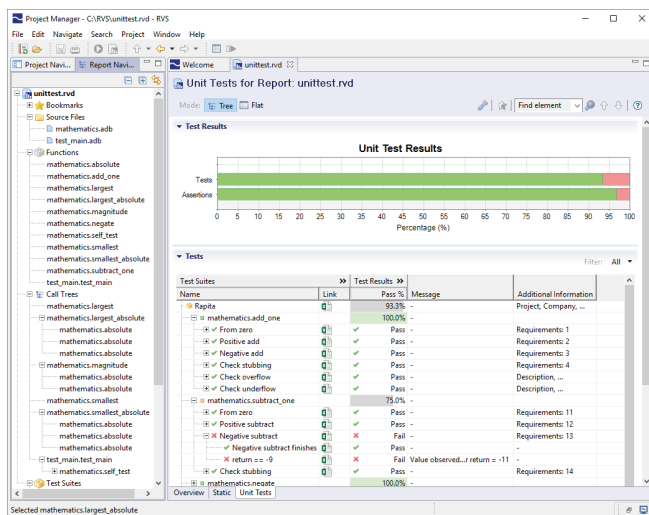 Project Manager - C:\RVS\unittest.rvd - RVS
File Edit Navigate Search Project Window Help
Project Navi... Report Navi...
unittest.rvd
Bookmarks
Source Files
mathematics.adb
test_main.adb
Functions
mathematics.absolute
mathematics.add_one
mathematics.largest
mathematics.largest_absolute
mathematics.magnitude
mathematics.negate
mathematics.self_test
mathematics.smallest
mathematics.smallest_absolute
mathematics.subtract_one
test_main.test_main
Call Trees
mathematics.largest
mathematics.largest_absolute
mathematics.absolute
mathematics.absolute
mathematics.magnitude
mathematics.absolute
mathematics.absolute
mathematics.smallest
mathematics.smallest_absolute
mathematics.absolute
mathematics.absolute
test_main.test_main
mathematics.self_test
Test Suites
Welcome unittest.rvd
Unit Tests for Report: unittest.rvd
Mode: Tree Flat Find element
Test Results
Unit Test Results
Tests
Assertions
0 5 10 15 20 25 30 35 40 45 50 55 60 65 70 75 80 85 90 95 100
Percentage (%)
Tests
Filter: All
Test Suites » Test Results »
Name Link Pass % Message Additional Information
Rapita 93.3% - Project, Company, ...
mathematics.add_one 100.0% -
From zero Pass - Requirements: 1
Positive add Pass - Requirements: 2
Negative add Pass - Requirements: 3
Check stubbing Pass - Requirements: 4
Check overflow Pass - Description, ...
Check underflow Pass - Description, ...
mathematics.subtract_one 75.0% -
From zero Pass - Requirements: 11
Positive subtract Pass - Requirements: 12
Negative subtract Fail - Requirements: 13
Negative subtract finishes Pass - -
return == -9 Fail Value observed...r return = -11 -
Check stubbing Pass - Requirements: 14
mathematics.negate 100.0% -
Overview Static Unit Tests
Selected mathematics.largest_absolute